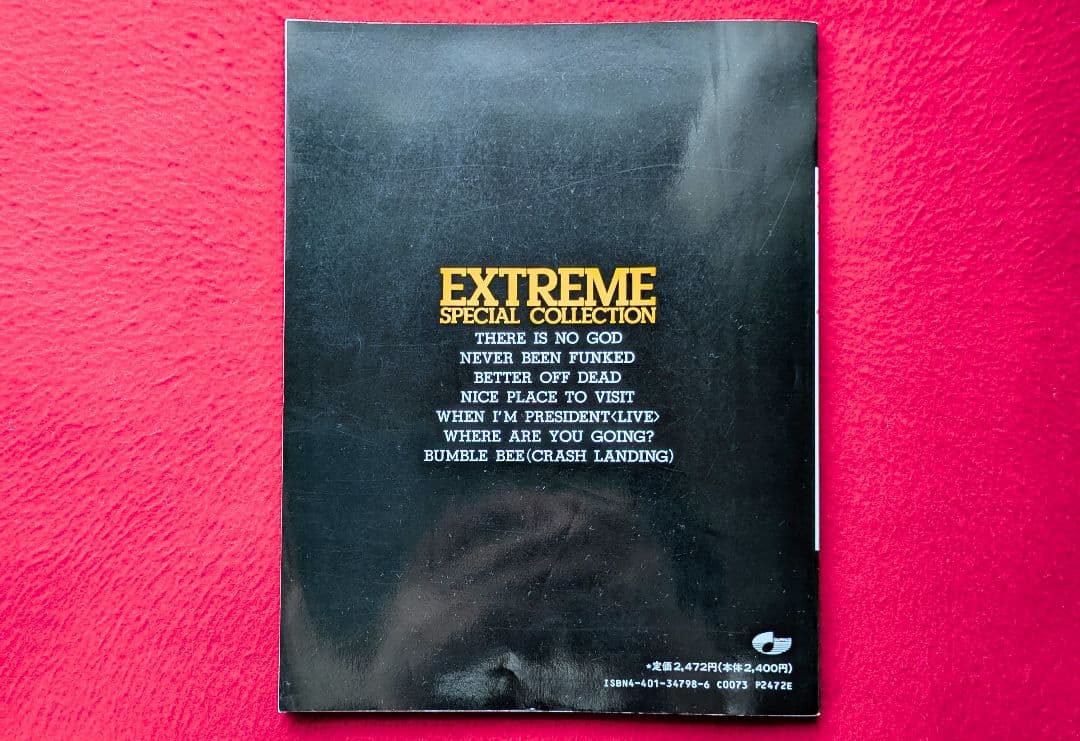 EXTREME
SPECIAL COLLECTION
THERE IS NO GOD
NEVER BEEN FUNKED
BETTER OFF DEAD
NICE PLACE TO VISIT
WHEN I'M PRESIDENT<LIVE>
WHERE ARE YOU GOING?
BUMBLE BEE(CRASH LANDING)
*定価2,472円(本体2,400円)
ISBN4-401-34798-6 C0073 P2472E